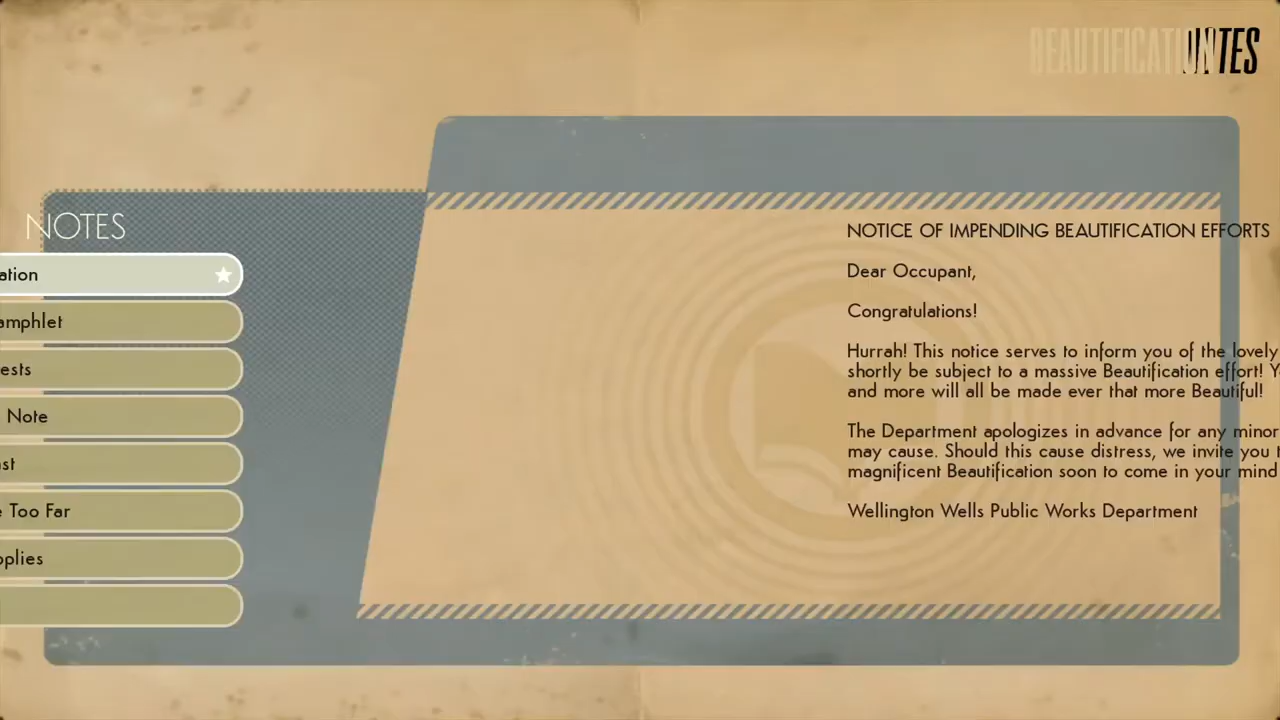 BEAUTIFICATI
TES
NOTES
ation
amphlet
ests
Note
st
Too Far
plies
NOTICE OF IMPENDING BEAUTIFICATION EFFORTS
Dear Occupant,
Congratulations!
Hurrah! This notice serves to inform you of the lovely
shortly be subject to a massive Beautification effort! Y
and more will all be made ever that more Beautiful!
The Department apologizes in advance for any minor
may cause. Should this cause distress, we invite you t
magnificent Beautification soon to come in your mind
Wellington Wells Public Works Department